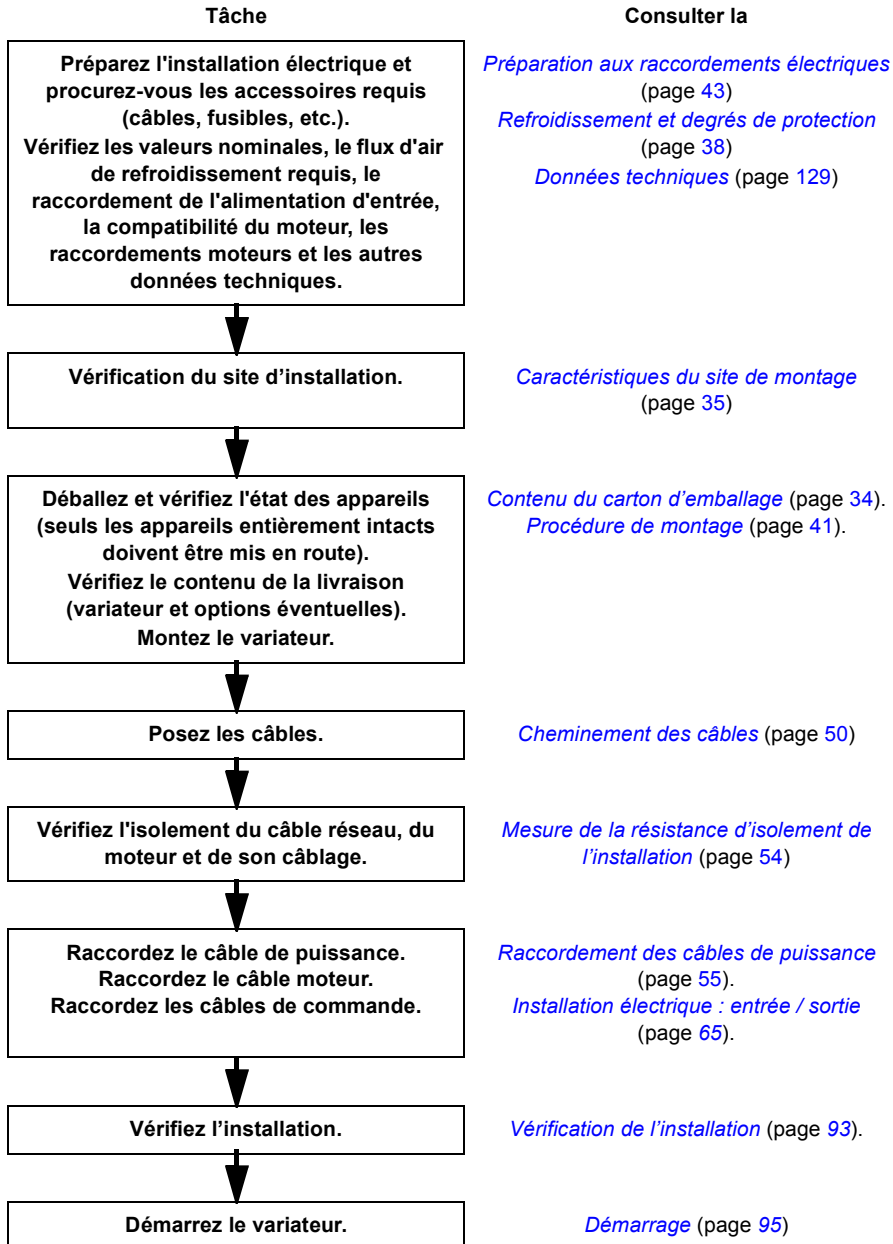 Tâche
Consulter la
Préparez l'installation électrique et
procurez-vous les accessoires requis
(câbles, fusibles, etc.).
Vérifiez les valeurs nominales, le flux d'air
de refroidissement requis, le
raccordement de l'alimentation d'entrée,
la compatibilité du moteur, les
raccordements moteurs et les autres
données techniques.
Préparation aux raccordements électriques
(page 43)
Refroidissement et degrés de protection
(page 38)
Données techniques (page 129)
Vérification du site d’installation.
Caractéristiques du site de montage
(page 35)
Déballez et vérifiez l'état des appareils
(seuls les appareils entièrement intacts
doivent être mis en route).
Vérifiez le contenu de la livraison
(variateur et options éventuelles).
Montez le variateur.
Contenu du carton d’emballage (page 34).
Procédure de montage (page 41).
Posez les câbles.
Cheminement des câbles (page 50)
Vérifiez l'isolement du câble réseau, du
moteur et de son câblage.
Mesure de la résistance d’isolement de
l’installation (page 54)
Raccordez le câble de puissance.
Raccordez le câble moteur.
Raccordez les câbles de commande.
Raccordement des câbles de puissance
(page 55).
Installation électrique : entrée / sortie
(page 65).
Vérifiez l’installation.
Vérification de l’installation (page 93).
Démarrez le variateur.
Démarrage (page 95)